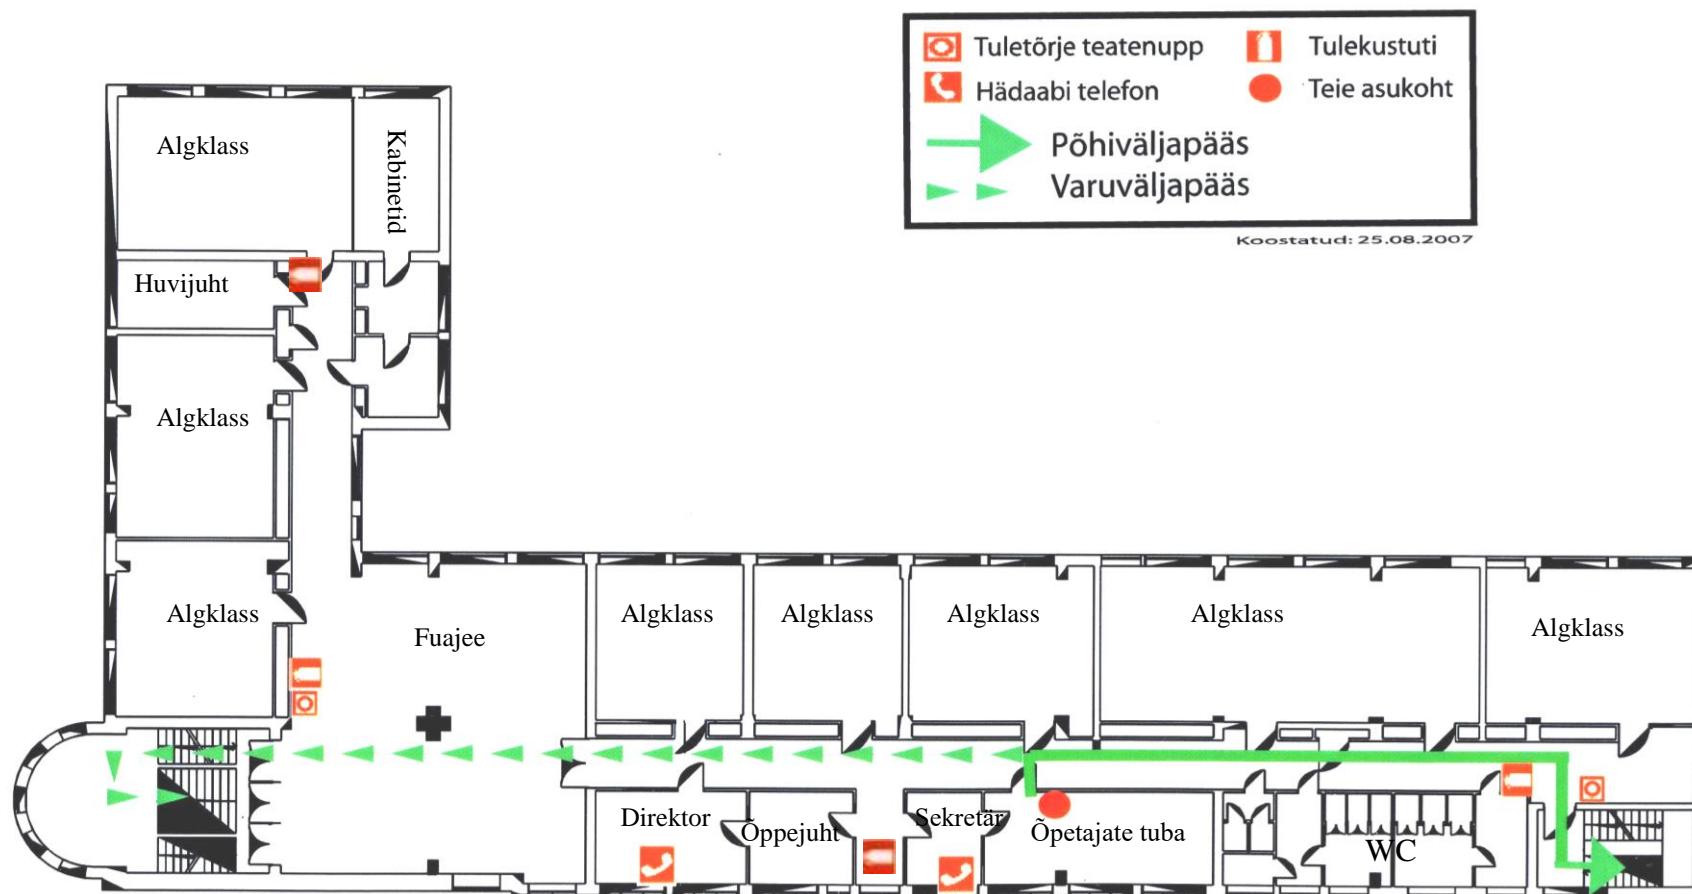 Tuletõrje teatenupp
Tulekustuti
Hädaabi telefon
Teie asukoht
Põhiväljapääs
Varuväljapääs
Koostatud: 25.08.2007
Algklass
Kabinetid
Huvijuht
Algklass
Algklass
Fuajee
Algklass
Algklass
Algklass
Algklass
Algklass
Direktor
Õppejuht
Sekretär
Õpetajate tuba
WC